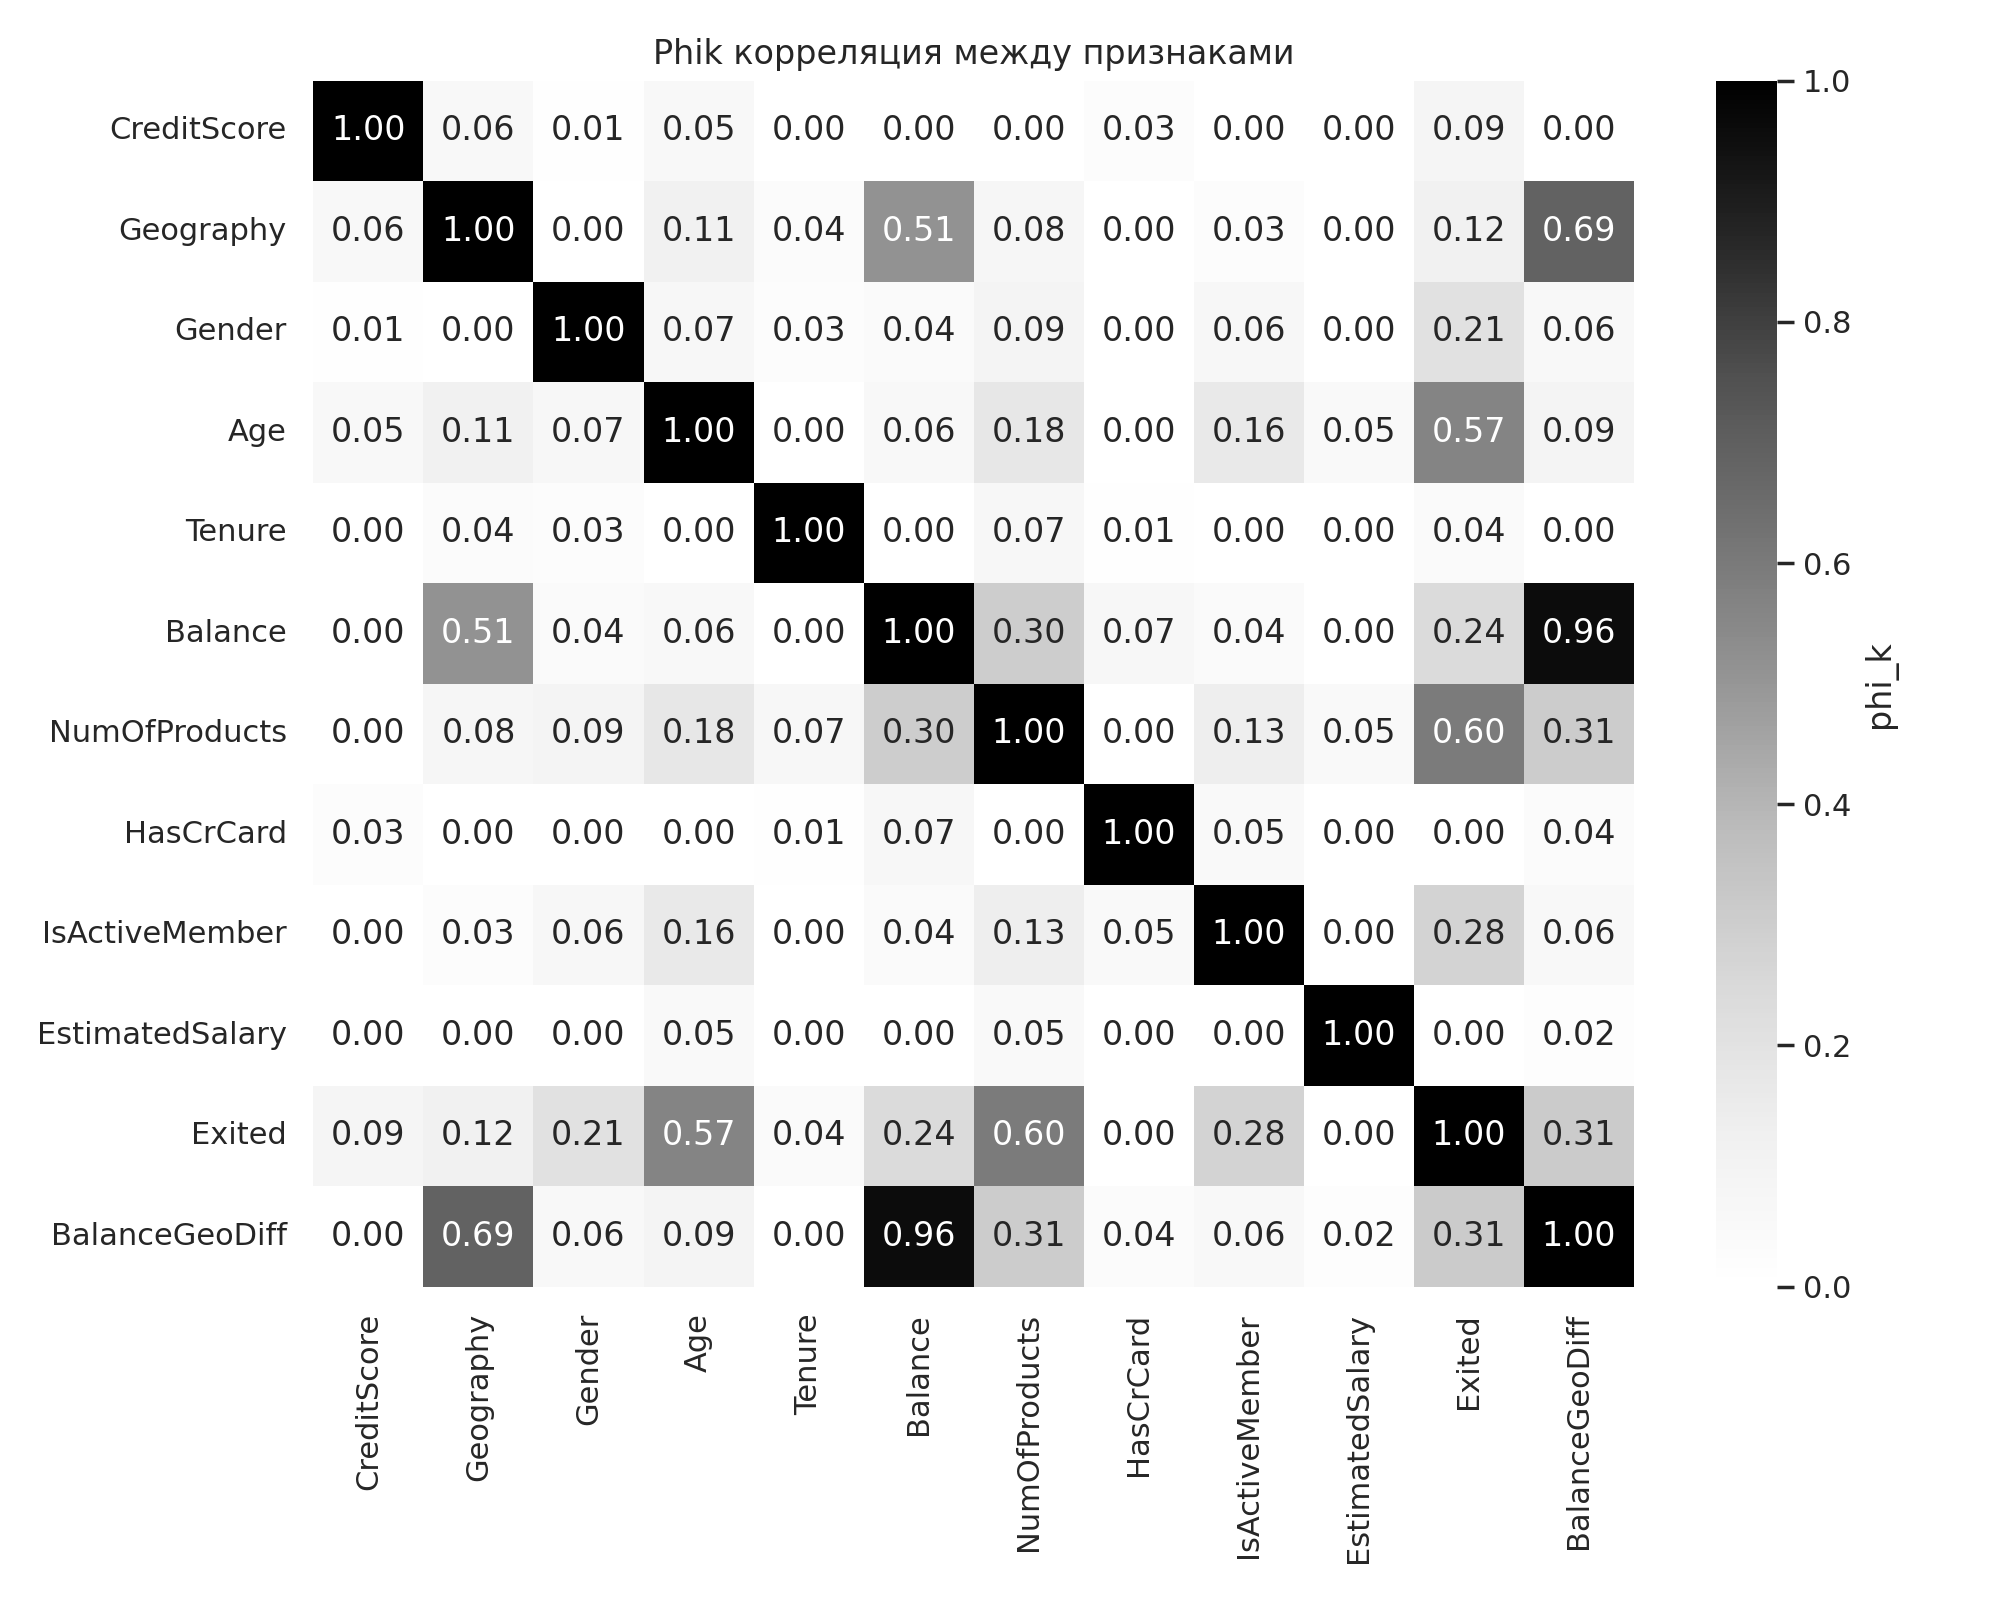 Phik корреляция между признаками
CreditScore 1.00 0.06 0.01 0.05 0.00 0.00 0.00 0.03 0.00 0.00 0.09 0.00
Geography 0.06 1.00 0.00 0.11 0.04 0.51 0.08 0.00 0.03 0.00 0.12 0.69
Gender 0.01 0.00 1.00 0.07 0.03 0.04 0.09 0.00 0.06 0.00 0.21 0.06
Age 0.05 0.11 0.07 1.00 0.00 0.06 0.18 0.00 0.16 0.05 0.57 0.09
Tenure 0.00 0.04 0.03 0.00 1.00 0.00 0.07 0.01 0.00 0.00 0.04 0.00
Balance 0.00 0.51 0.04 0.06 0.00 1.00 0.30 0.07 0.04 0.00 0.24 0.96
NumOfProducts 0.00 0.08 0.09 0.18 0.07 0.30 1.00 0.00 0.13 0.05 0.60 0.31
HasCrCard 0.03 0.00 0.00 0.00 0.01 0.07 0.00 1.00 0.05 0.00 0.00 0.04
IsActiveMember 0.00 0.03 0.06 0.16 0.00 0.04 0.13 0.05 1.00 0.00 0.28 0.06
EstimatedSalary 0.00 0.00 0.00 0.05 0.00 0.00 0.05 0.00 0.00 1.00 0.00 0.02
Exited 0.09 0.12 0.21 0.57 0.04 0.24 0.60 0.00 0.28 0.00 1.00 0.31
BalanceGeoDiff 0.00 0.69 0.06 0.09 0.00 0.96 0.31 0.04 0.06 0.02 0.31 1.00
CreditScore
Geography
Gender
Age
Tenure
Balance
NumOfProducts
HasCrCard
IsActiveMember
EstimatedSalary
Exited
BalanceGeoDiff
1.0
0.8
0.6
0.4
0.2
0.0
phi_k